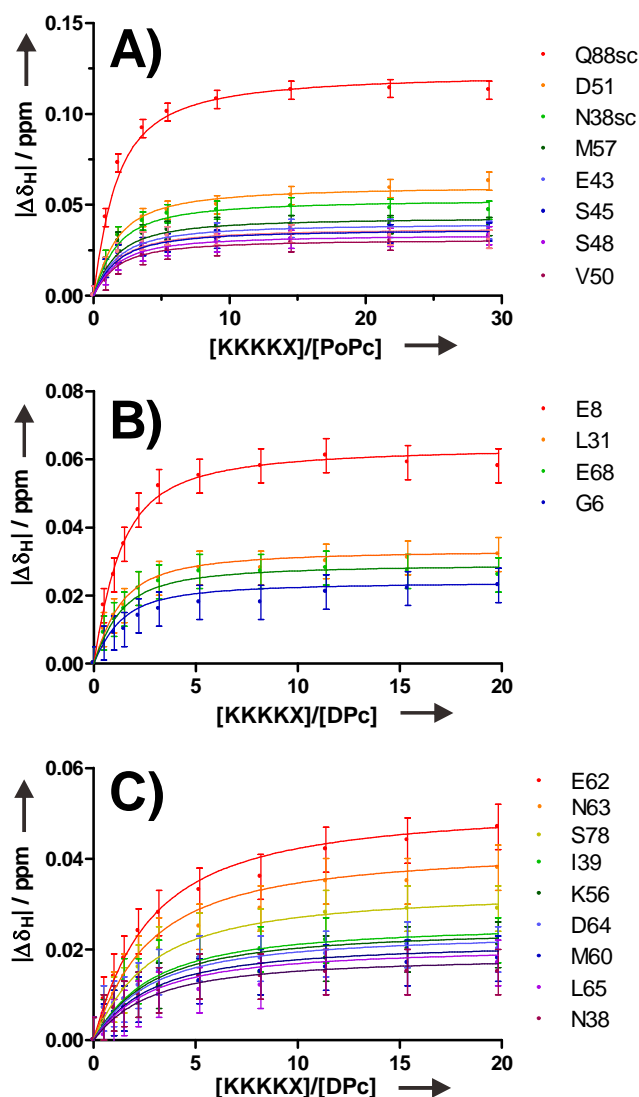 A)
|Δδ_H| / ppm
0.15
0.10
0.05
0.00
0 10 20 30
[KKKKX]/[PoPc]
Q88sc
D51
N38sc
M57
E43
S45
S48
V50
B)
|Δδ_H| / ppm
0.08
0.06
0.04
0.02
0.00
0 5 10 15 20
[KKKKX]/[DPc]
E8
L31
E68
G6
C)
|Δδ_H| / ppm
0.06
0.04
0.02
0.00
0 5 10 15 20
[KKKKX]/[DPc]
E62
N63
S78
I39
K56
D64
M60
L65
N38